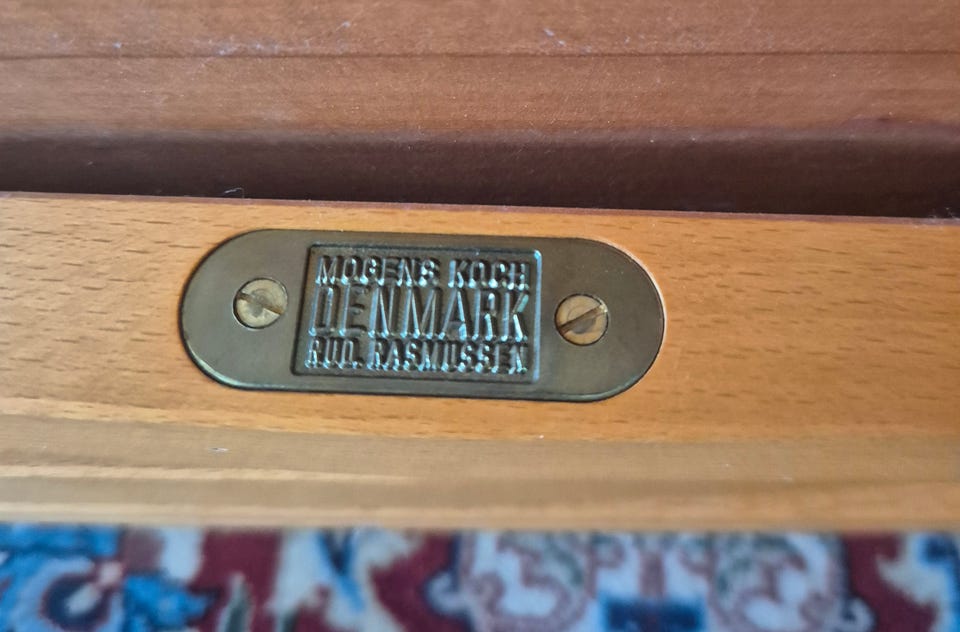 MOGENS KOCH
DENMARK
RUD. RASMUSSEN